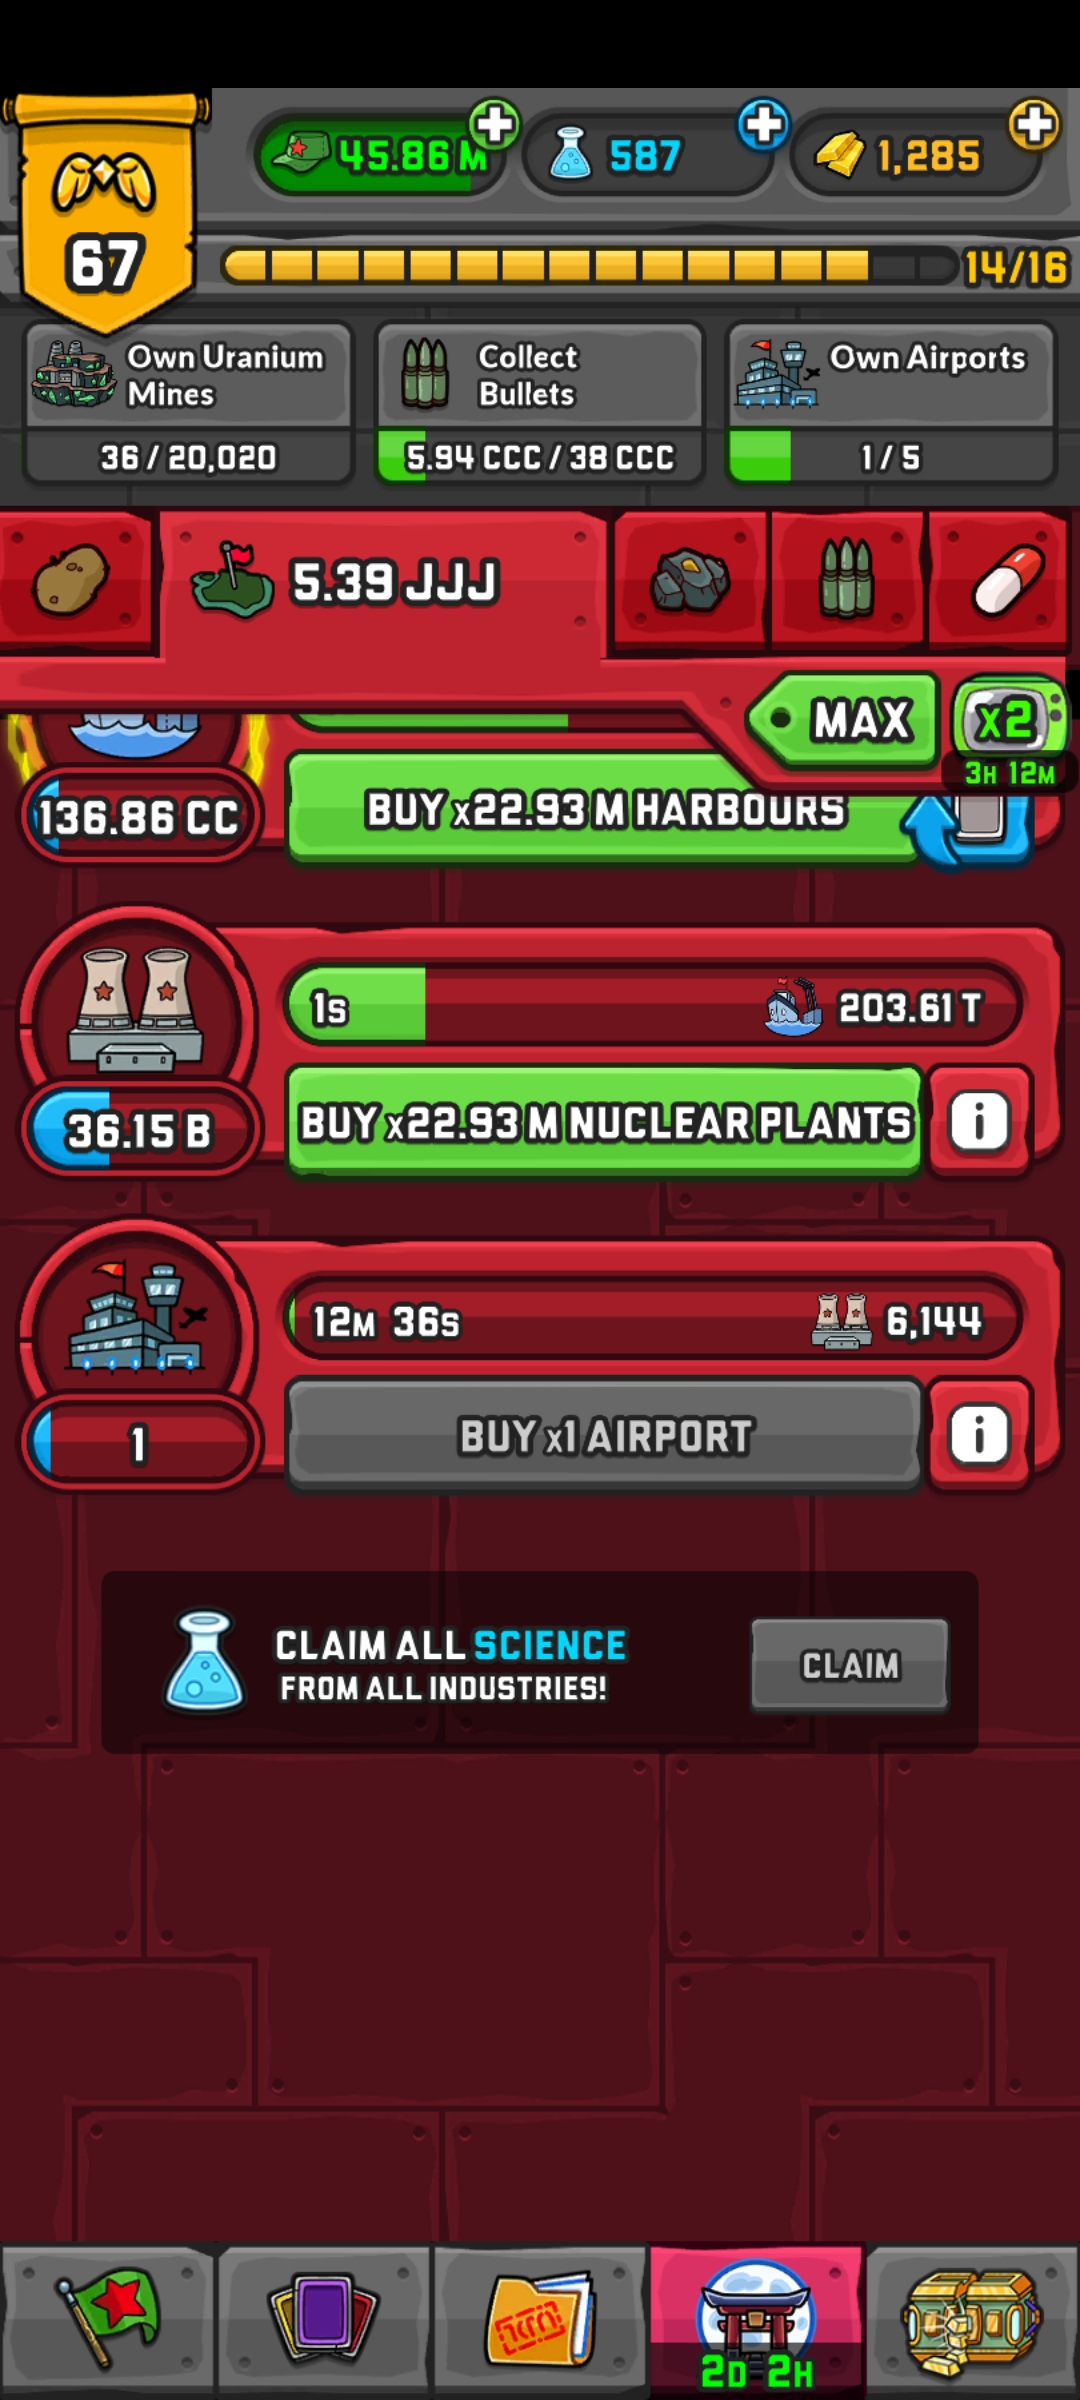 45.86 M
587
1,285
67
14/16
Own Uranium
Mines
36 / 20,020
Collect
Bullets
5.94 CCC / 38 CCC
Own Airports
1 / 5
5.39 JJJ
MAX
x2
3H 12M
136.86 CC
BUY x22.93 M HARBOURS
1s
203.61 T
36.15 B
BUY x22.93 M NUCLEAR PLANTS
i
12M 36s
6,144
1
BUY x1 AIRPORT
i
CLAIM ALL SCIENCE
FROM ALL INDUSTRIES!
CLAIM
2D 2H